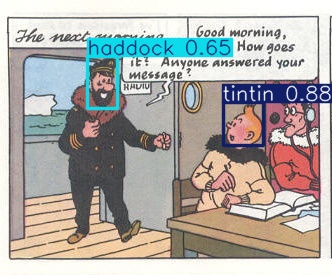 The next morning
Good morning,
haddock 0.65
How goes
it? Anyone answered your
message?
RADIO
tintin 0.88